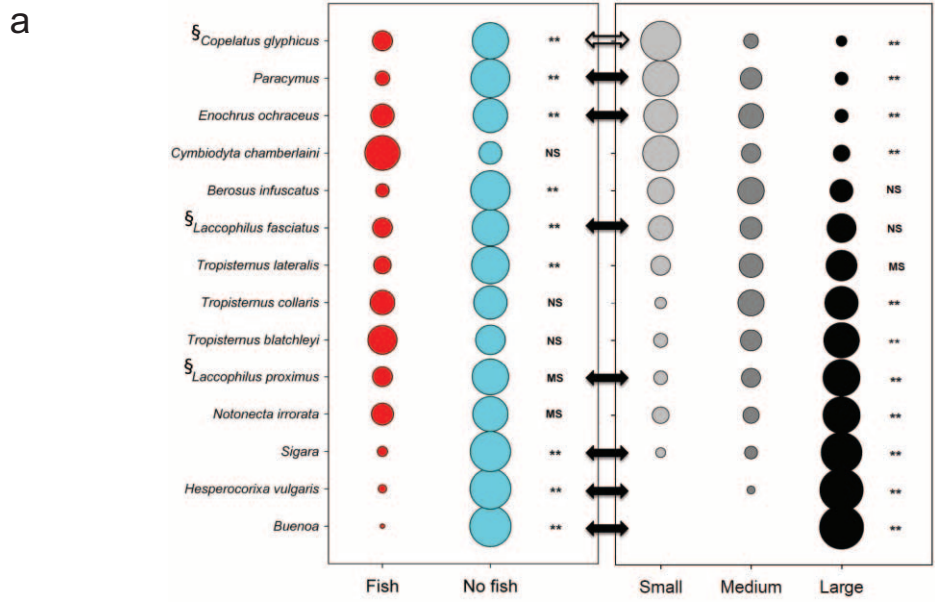 a
§Copelatus glyphicus ** **
Paracymus ** **
Enochrus ochraceus ** **
Cymbiodyta chamberlaini NS **
Berosus infuscatus ** NS
§Laccophilus fasciatus ** NS
Tropisternus lateralis ** MS
Tropisternus collaris NS **
Tropisternus blatchleyi NS **
§Laccophilus proximus MS **
Notonecta irrorata MS **
Sigara ** **
Hesperocorixa vulgaris ** **
Buenoa ** **
Fish No fish Small Medium Large